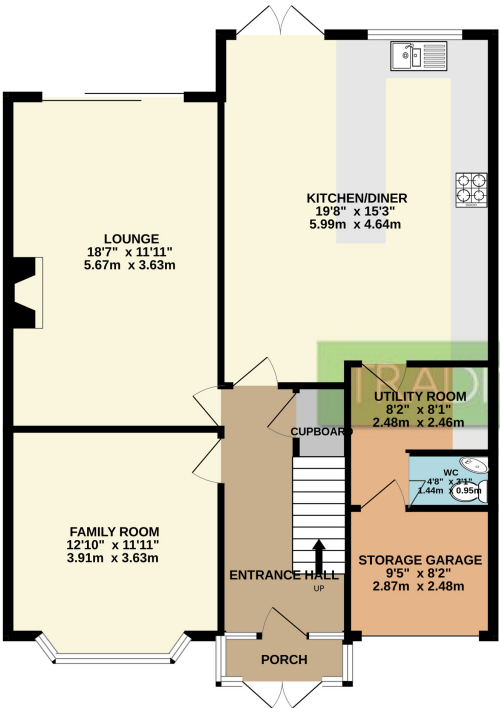 KITCHEN/DINER
19'8" x 15'3"
5.99m x 4.64m
LOUNGE
18'7" x 11'11"
5.67m x 3.63m
TRADE
UTILITY ROOM
8'2" x 8'1"
2.48m x 2.46m
CUPBOARD
WC
4'8" x 3'1"
1.44m x 0.95m
FAMILY ROOM
12'10" x 11'11"
3.91m x 3.63m
STORAGE GARAGE
9'5" x 8'2"
2.87m x 2.48m
ENTRANCE HALL
UP
PORCH